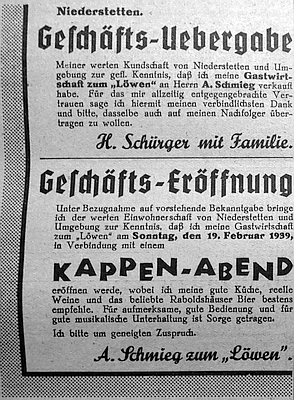 Niederstetten.
Geschäfts-Uebergabe
Meiner werten Kundschaft von Niederstetten und Um-
gebung zur gefl. Kenntnis, daß ich meine Gastwirt-
schaft zum „Löwen" an Herrn A. Schmieg verkauft
habe. Für das mir allzeitig entgegengebrachte Ver-
trauen sage ich hiermit meinen verbindlichsten Dank
und bitte, dasselbe auch auf meinen Nachfolger über-
tragen zu wollen.
H. Schürger mit Familie.
Geschäfts-Eröffnung
Unter Bezugnahme auf vorstehende Bekanntgabe bringe
ich der werten Einwohnerschaft von Niederstetten und
Umgebung zur Kenntnis, daß ich meine Gastwirtschaft
zum „Löwen" am Sonntag, den 19. Februar 1939,
in Verbindung mit einem
KAPPEN-ABEND
eröffnen werde, wobei ich meine gute Küche, reelle
Weine und das beliebte Raboldshäuser Bier bestens
empfehle. Für aufmerksame, gute Bedienung und für
gute musikalische Unterhaltung ist Sorge getragen.
Ich bitte um geneigten Zuspruch.
A. Schmieg zum „Löwen".